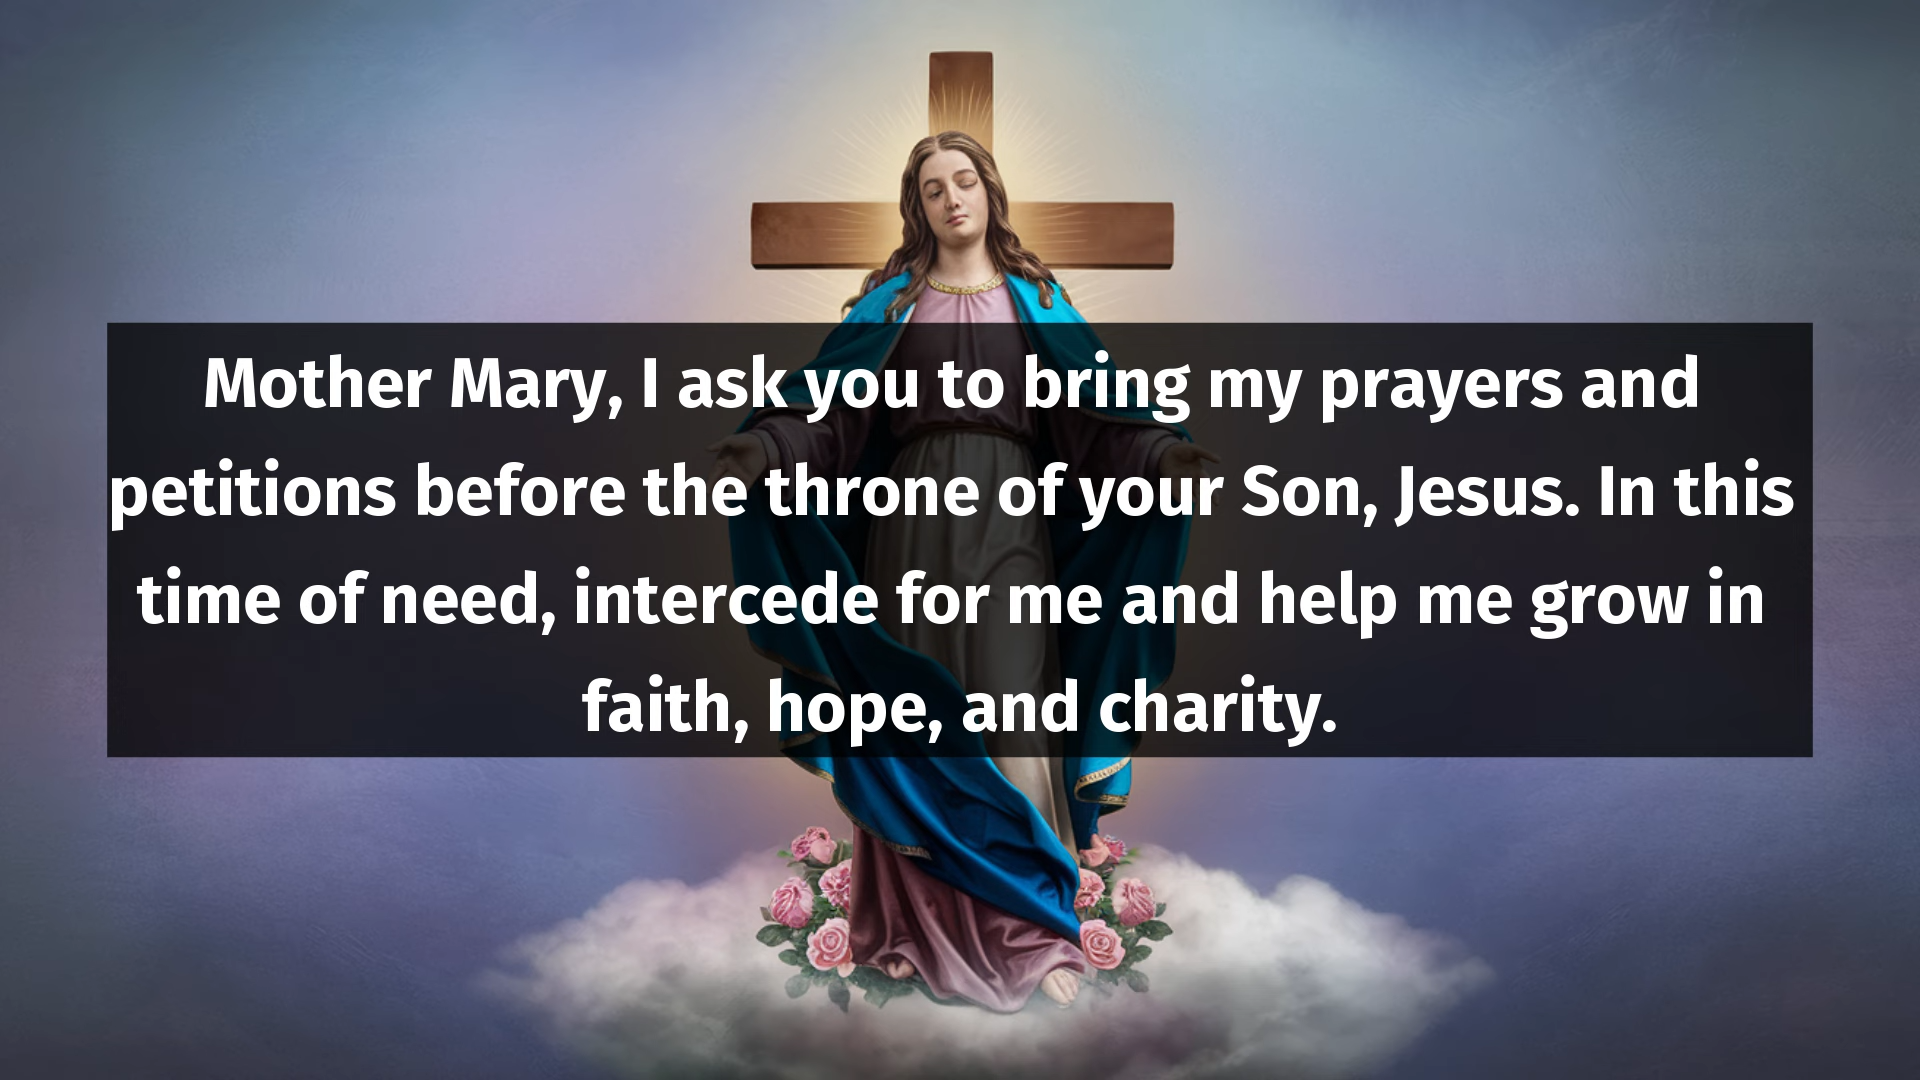 Mother Mary, I ask you to bring my prayers and
petitions before the throne of your Son, Jesus. In this
time of need, intercede for me and help me grow in
faith, hope, and charity.